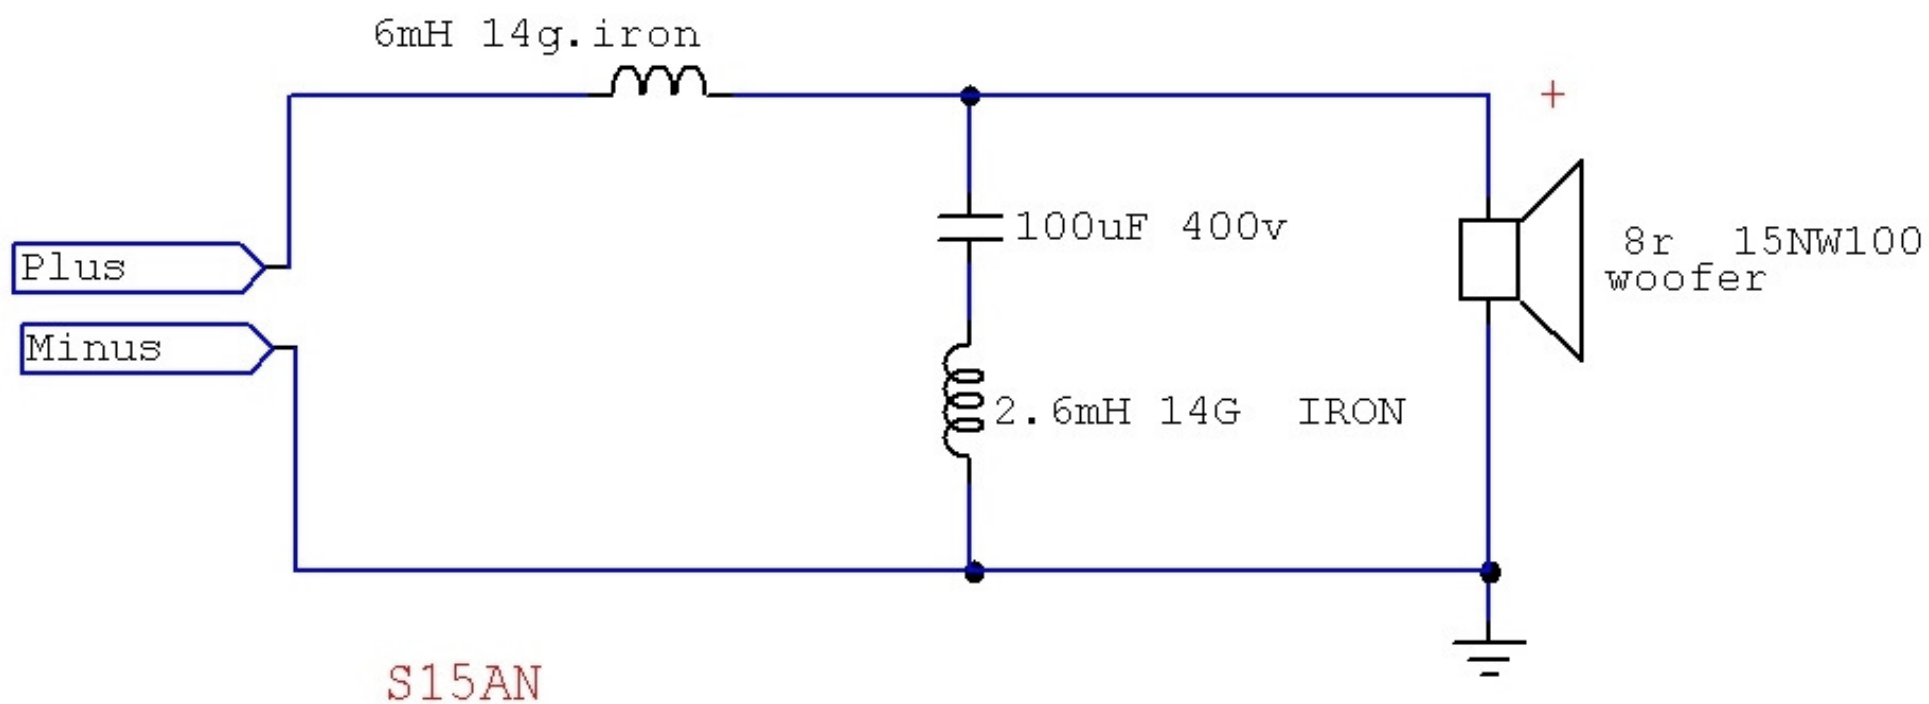 6mH 14g.iron
+
100uF 400v
8r 15NW100
woofer
Plus
Minus
2.6mH 14G IRON
S15AN